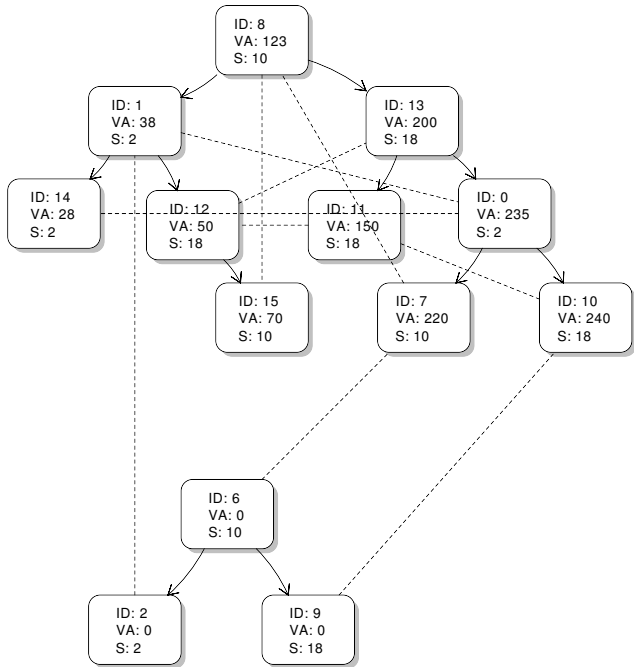 ID: 8
VA: 123
S: 10
ID: 1
VA: 38
S: 2
ID: 13
VA: 200
S: 18
ID: 14
VA: 28
S: 2
ID: 12
VA: 50
S: 18
ID: 11
VA: 150
S: 18
ID: 0
VA: 235
S: 2
ID: 15
VA: 70
S: 10
ID: 7
VA: 220
S: 10
ID: 10
VA: 240
S: 18
ID: 6
VA: 0
S: 10
ID: 2
VA: 0
S: 2
ID: 9
VA: 0
S: 18